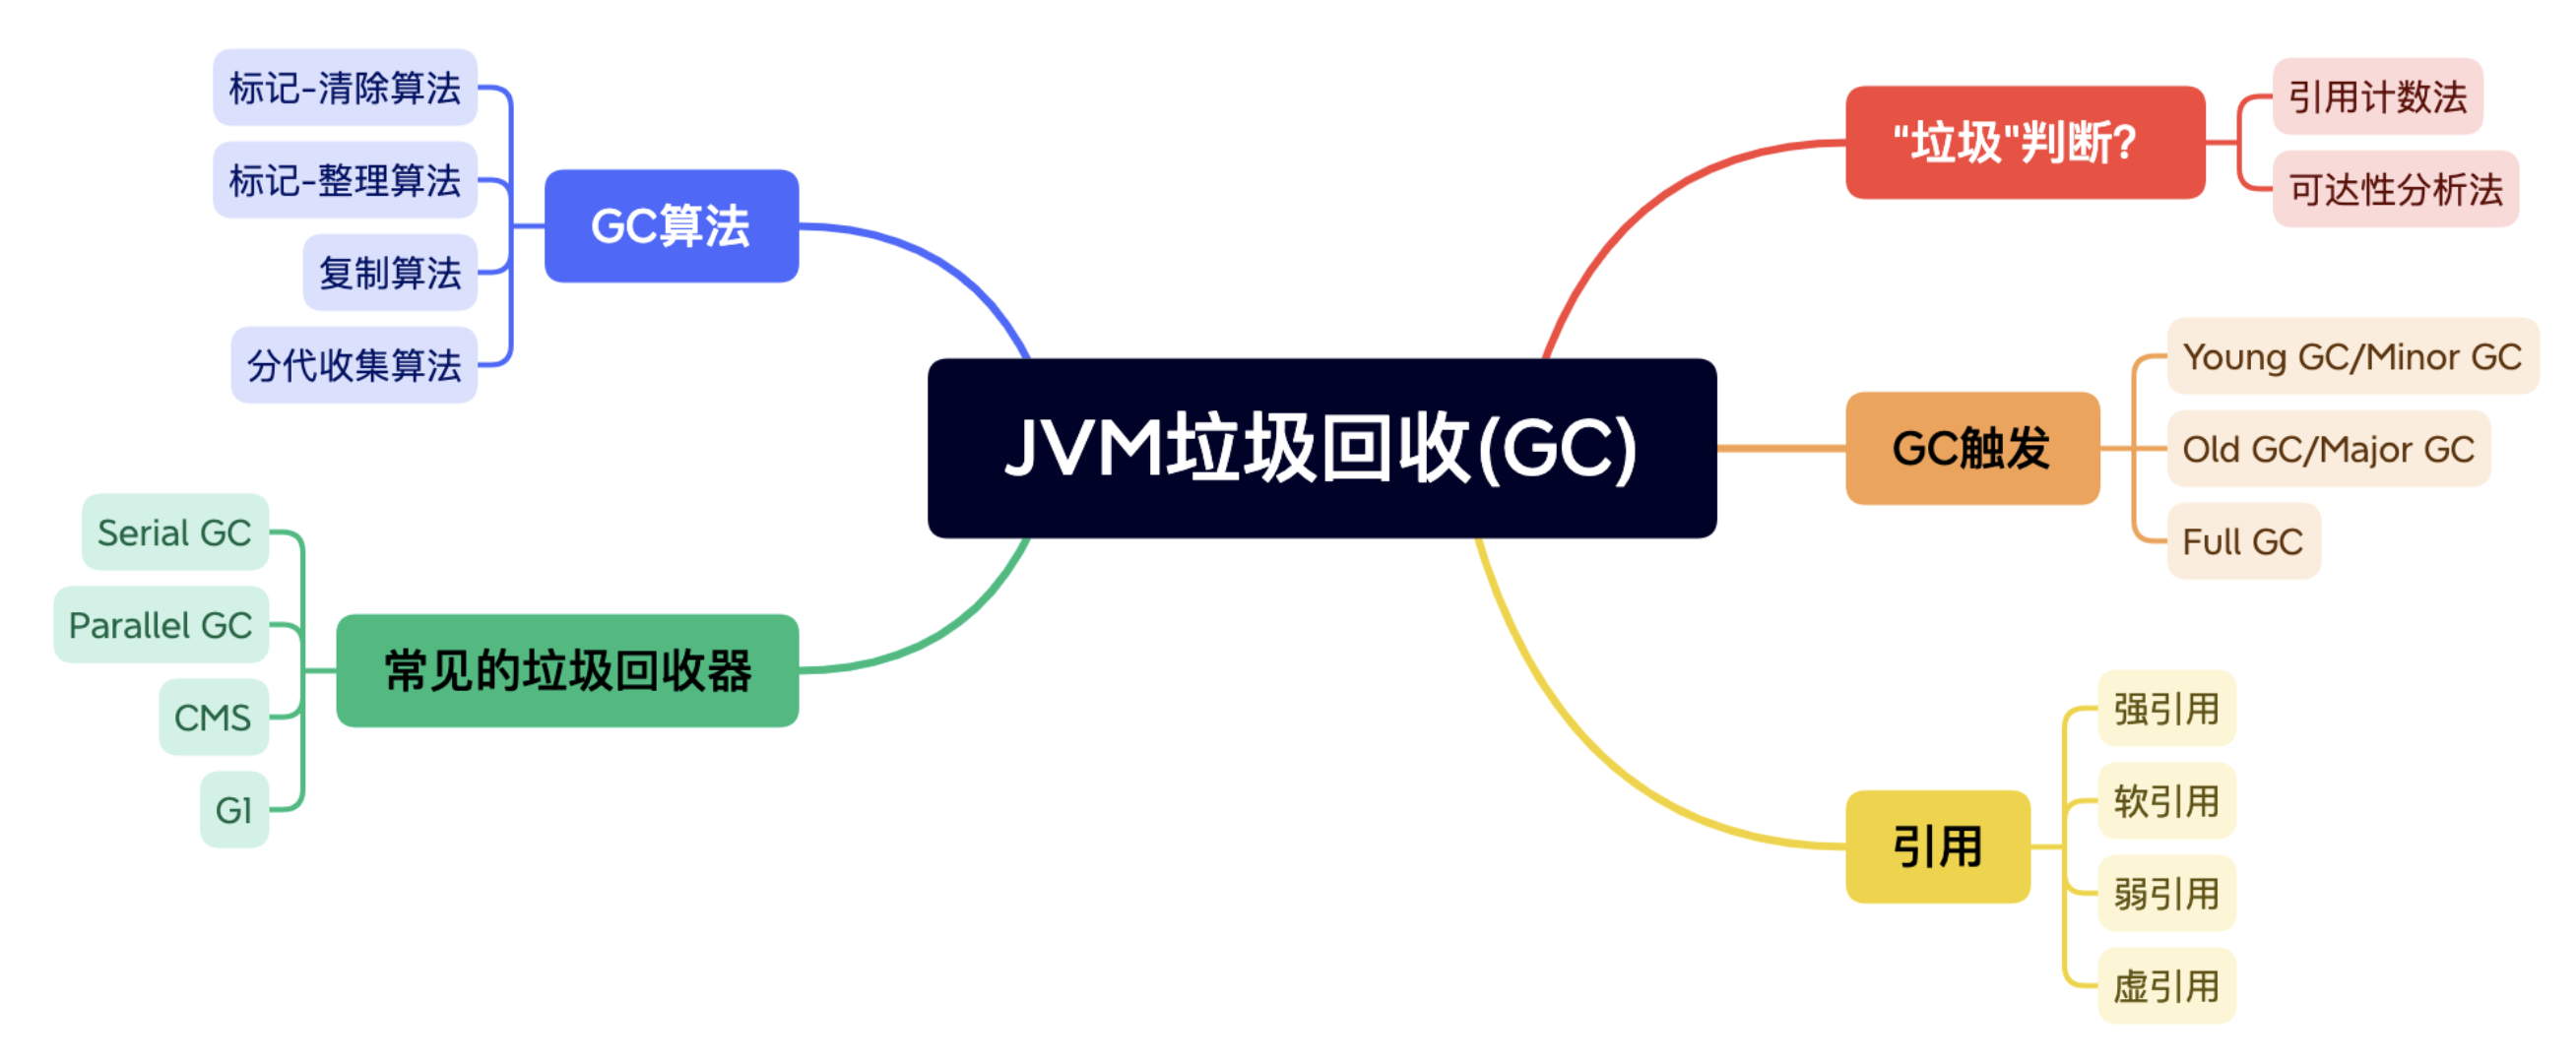 JVM垃圾回收(GC)
"垃圾"判断?
引用计数法
可达性分析法
GC触发
Young GC/Minor GC
Old GC/Major GC
Full GC
引用
强引用
软引用
弱引用
虚引用
GC算法
标记-清除算法
标记-整理算法
复制算法
分代收集算法
常见的垃圾回收器
Serial GC
Parallel GC
CMS
G1